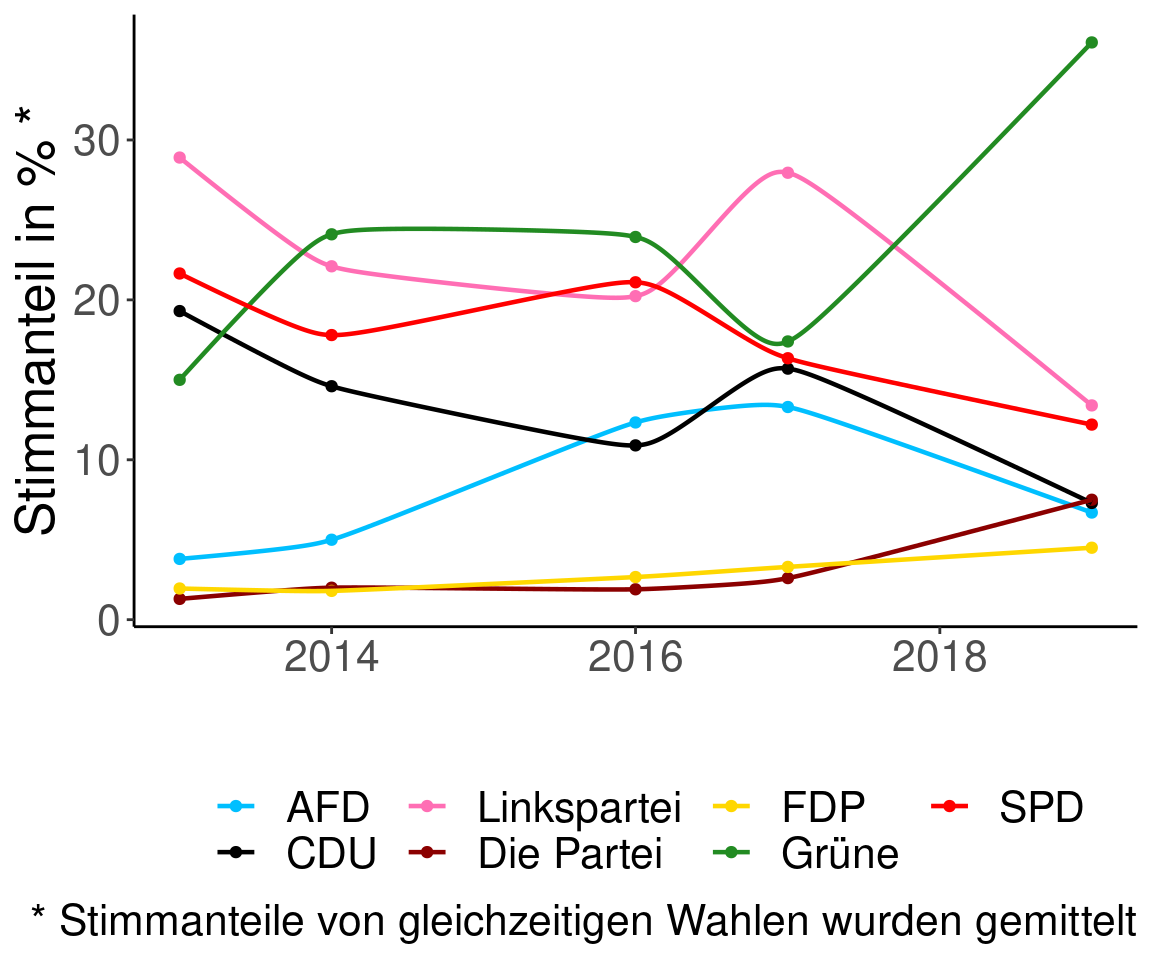 Stimmanteil in % *
30
20
10
0
2014 2016 2018
AFD Linkspartei FDP SPD
CDU Die Partei Grüne
* Stimmanteile von gleichzeitigen Wahlen wurden gemittelt